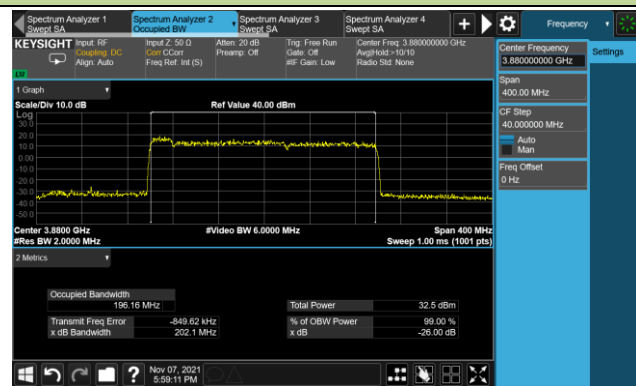 Spectrum Analyzer 1
Swept SA
Spectrum Analyzer 2
Occupied BW
Spectrum Analyzer 3
Swept SA
Spectrum Analyzer 4
Swept SA
+
Frequency
KEYSIGHT
Input: RF
Coupling: DC
Align: Auto
Input Z: 50 Ω
Corr CCorr
Freq Ref: Int (S)
Atten: 20 dB
Preamp: Off
Trig: Free Run
Gate: Off
#IF Gain: Low
Center Freq: 3.880000000 GHz
Avg|Hold:>10/10
Radio Std: None
Center Frequency
3.880000000 GHz
Settings
Span
400.00 MHz
CF Step
40.000000 MHz
Auto
Man
Freq Offset
0 Hz
1 Graph
Scale/Div 10.0 dB
Ref Value 40.00 dBm
Log
30.0
20.0
10.0
0.00
-10.0
-20.0
-30.0
-40.0
-50.0
Center 3.8800 GHz
#Video BW 6.0000 MHz
Span 400 MHz
#Res BW 2.0000 MHz
Sweep 1.00 ms (1001 pts)
2 Metrics
Occupied Bandwidth
196.16 MHz
Total Power
32.5 dBm
Transmit Freq Error
-849.62 kHz
% of OBW Power
99.00 %
x dB Bandwidth
202.1 MHz
x dB
-26.00 dB
?
Nov 07, 2021
5:59:11 PM